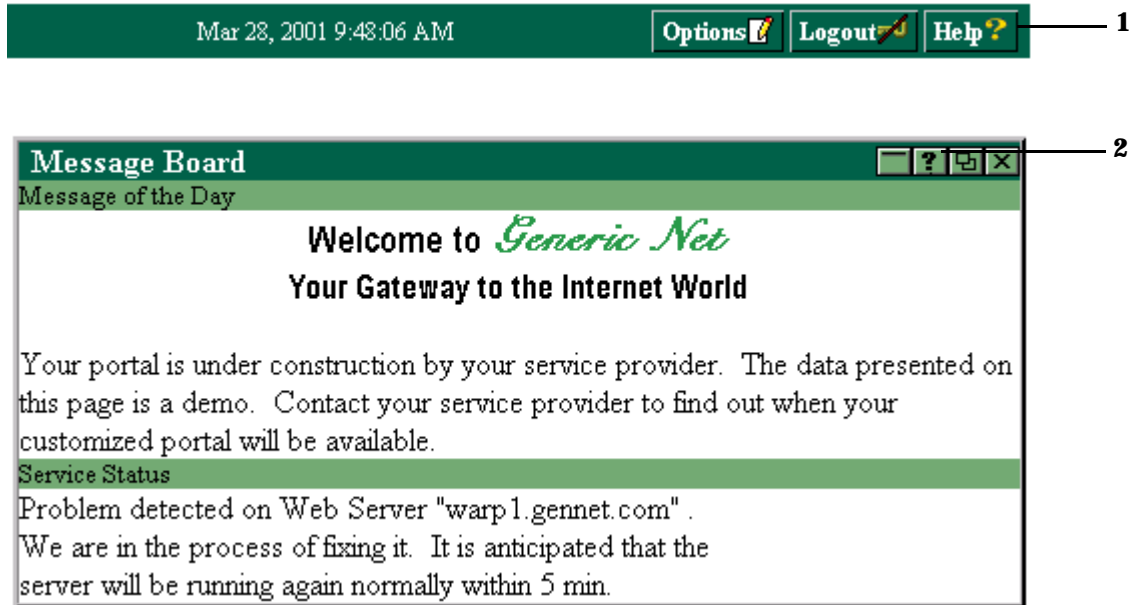 Mar 28, 2001 9:48:06 AM Options Logout Help? 1
Message Board ? 2
Message of the Day
Welcome to Generic Net
Your Gateway to the Internet World
Your portal is under construction by your service provider. The data presented on
this page is a demo. Contact your service provider to find out when your
customized portal will be available.
Service Status
Problem detected on Web Server "warp1.gennet.com" .
We are in the process of fixing it. It is anticipated that the
server will be running again normally within 5 min.